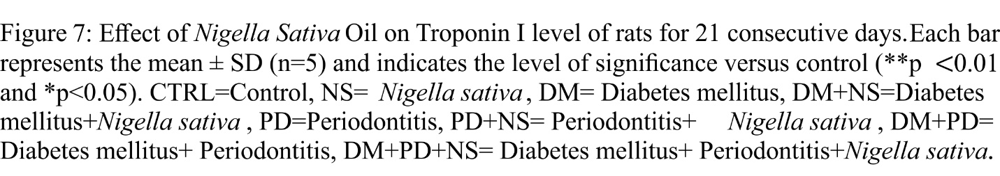 Figure 7: Effect of Nigella Sativa Oil on Troponin I level of rats for 21 consecutive days.Each bar
represents the mean ± SD (n=5) and indicates the level of significance versus control (**p <0.01
and *p<0.05). CTRL=Control, NS= Nigella sativa, DM= Diabetes mellitus, DM+NS=Diabetes
mellitus+Nigella sativa , PD=Periodontitis, PD+NS= Periodontitis+ Nigella sativa , DM+PD=
Diabetes mellitus+ Periodontitis, DM+PD+NS= Diabetes mellitus+ Periodontitis+Nigella sativa.